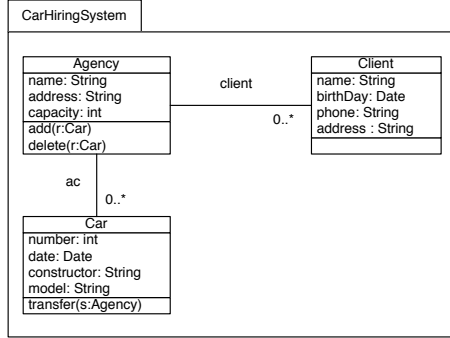 CarHiringSystem
Agency
name: String
address: String
capacity: int
add(r:Car)
delete(r:Car)
client
0..*
Client
name: String
birthDay: Date
phone: String
address : String
ac
0..*
Car
number: int
date: Date
constructor: String
model: String
transfer(s:Agency)